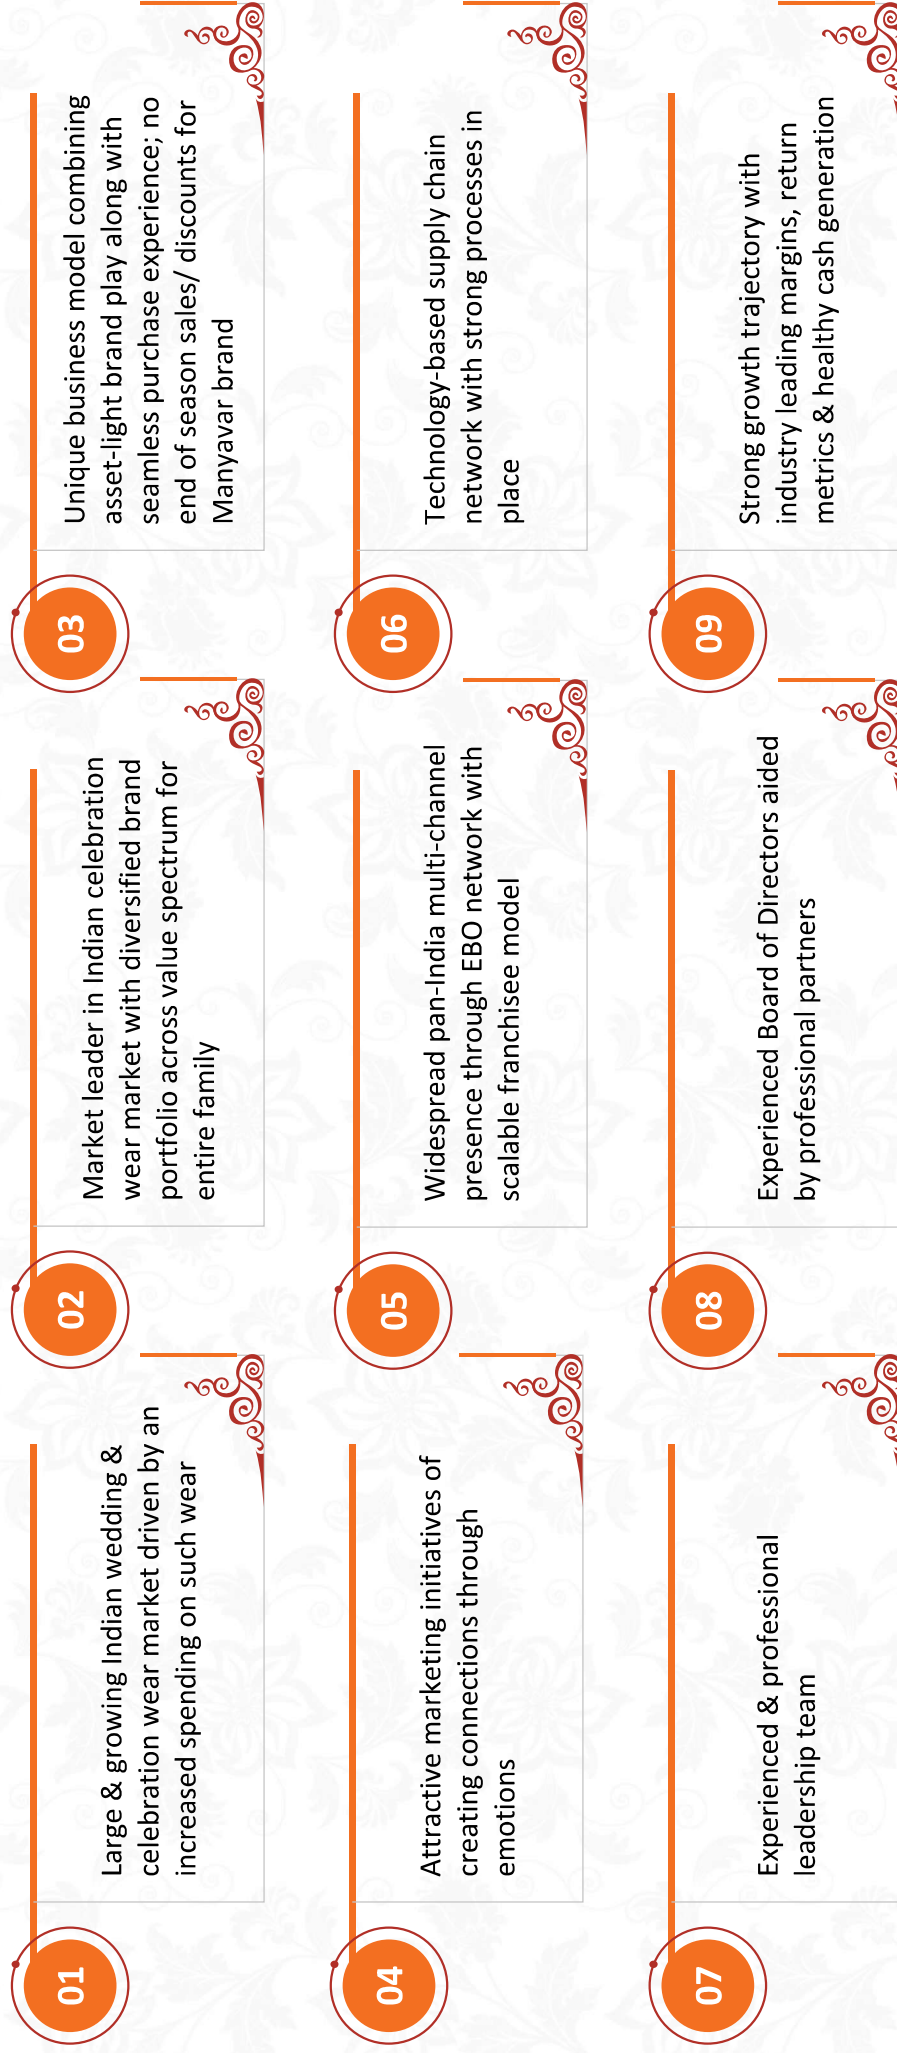 01
Large & growing Indian wedding &
celebration wear market driven by an
increased spending on such wear
02
Market leader in Indian celebration
wear market with diversified brand
portfolio across value spectrum for
entire family
03
Unique business model combining
asset-light brand play along with
seamless purchase experience; no
end of season sales/ discounts for
Manyavar brand
04
Attractive marketing initiatives of
creating connections through
emotions
05
Widespread pan-India multi-channel
presence through EBO network with
scalable franchisee model
06
Technology-based supply chain
network with strong processes in
place
07
Experienced & professional
leadership team
08
Experienced Board of Directors aided
by professional partners
09
Strong growth trajectory with
industry leading margins, return
metrics & healthy cash generation